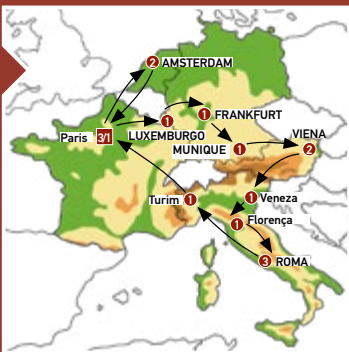 2 AMSTERDAM
1 FRANKFURT
Paris 3/1
1
LUXEMBURGO
VIENA
2
MUNIQUE 1
Turim 1
1 Veneza
Florença
1
3 ROMA